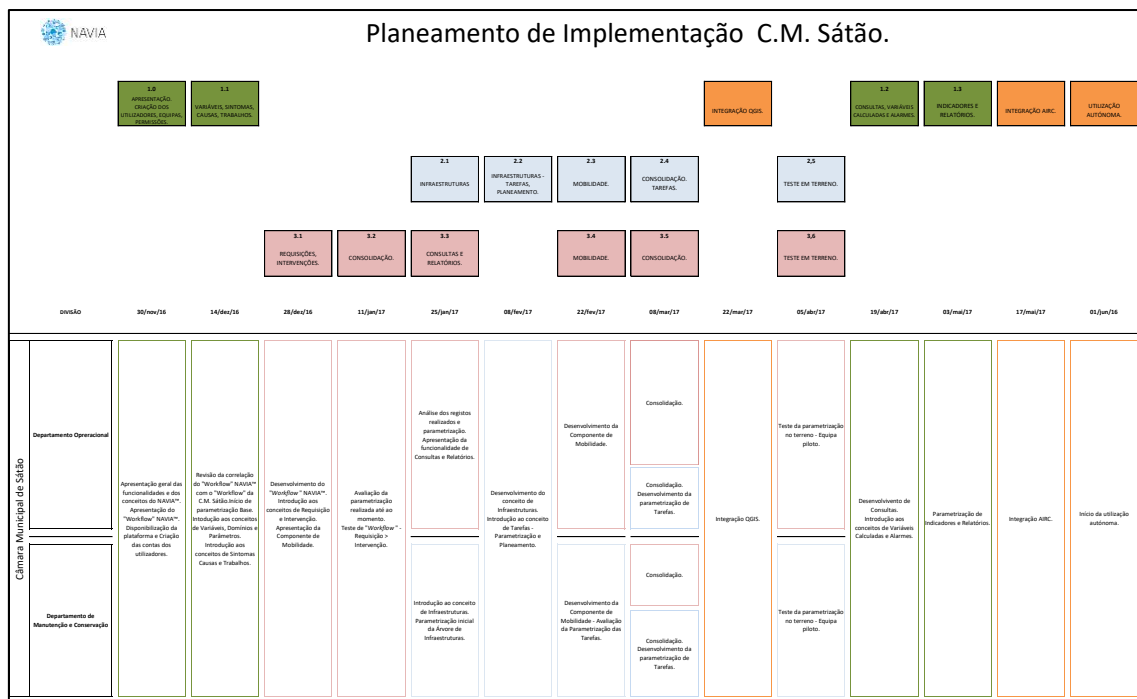 NAVIA
Planeamento de Implementação C.M. Sátão.
1.0
APRESENTAÇÃO.
CRIAÇÃO DOS
UTILIZADORES, EQUIPAS,
PERMISSÕES.
1.1
VARIÁVEIS, SINTOMAS,
CAUSAS, TRABALHOS.
INTEGRAÇÃO QGIS.
1.2
CONSULTAS, VARIÁVEIS
CALCULADAS E ALARMES.
1.3
INDICADORES E
RELATÓRIOS.
INTEGRAÇÃO AIRC.
UTILIZAÇÃO
AUTÓNOMA.
2.1
INFRAESTRUTURAS
2.2
INFRAESTRUTURAS -
TAREFAS,
PLANEAMENTO.
2.3
MOBILIDADE.
2.4
CONSOLIDAÇÃO.
TAREFAS.
2,5
TESTE EM TERRENO.
3.1
REQUISIÇÕES,
INTERVENÇÕES.
3.2
CONSOLIDAÇÃO.
3.3
CONSULTAS E
RELATÓRIOS.
3.4
MOBILIDADE.
3.5
CONSOLIDAÇÃO.
3,6
TESTE EM TERRENO.
DIVISÃO 30/nov/16 14/dez/16 28/dez/16 11/jan/17 25/jan/17 08/fev/17 22/fev/17 08/mar/17 22/mar/17 05/abr/17 19/abr/17 03/mai/17 17/mai/17 01/jun/16
Câmara Municipal de Sátão
Departamento Opreracional
Departamento de
Manutenção e Conservação
Apresentação geral das
funcionalidades e dos
conceitos do NAVIA™.
Apresentação do
"Workflow" NAVIA™.
Disponibilização da
plataforma e Criação
das contas dos
utilizadores.
Revisão da correlação
do "Workflow" NAVIA™
com o "Workflow" da
C.M. Sátão.Início de
parametrização Base.
Intodução aos conceitos
de Variáveis, Domínios e
Parâmetros.
Introdução aos
conceitos de Sintomas
Causas e Trabalhos.
Desenvolvimento do
"Workflow" NAVIA™.
Introdução aos
conceitos de Requisição
e Intervenção.
Apresentação da
Componente de
Mobilidade.
Avaliação da
parametrização
realizada até ao
momento.
Teste de "Workflow" -
Requisição >
Intervenção.
Análise dos registos
realizados e
parametrização.
Apresentação da
funcionalidade de
Consultas e Relatórios.
Introdução ao conceito
de Infraestruturas.
Parametrização inicial
da Árvore de
Infraestruturas.
Desenvolvimento do
conceito de
Infraestruturas.
Introdução ao conceito
de Tarefas -
Parametrização e
Planeamento.
Desenvolvimento da
Componente de
Mobilidade.
Desenvolvimento da
Componente de
Mobilidade - Avaliação
da Parametrização das
Tarefas.
Consolidação.
Consolidação.
Desenvolvimento da
parametrização de
Tarefas.
Consolidação.
Consolidação.
Desenvolvimento da
parametrização de
Tarefas.
Integração QGIS.
Teste da parametrização
no terreno - Equipa
piloto.
Teste da parametrização
no terreno - Equipa
piloto.
Desenvolvivento de
Consultas.
Introdução aos
conceitos de Variáveis
Calculadas e Alarmes.
Parametrização de
Indicadores e Relatórios.
Integração AIRC.
Início da utilização
autónoma.